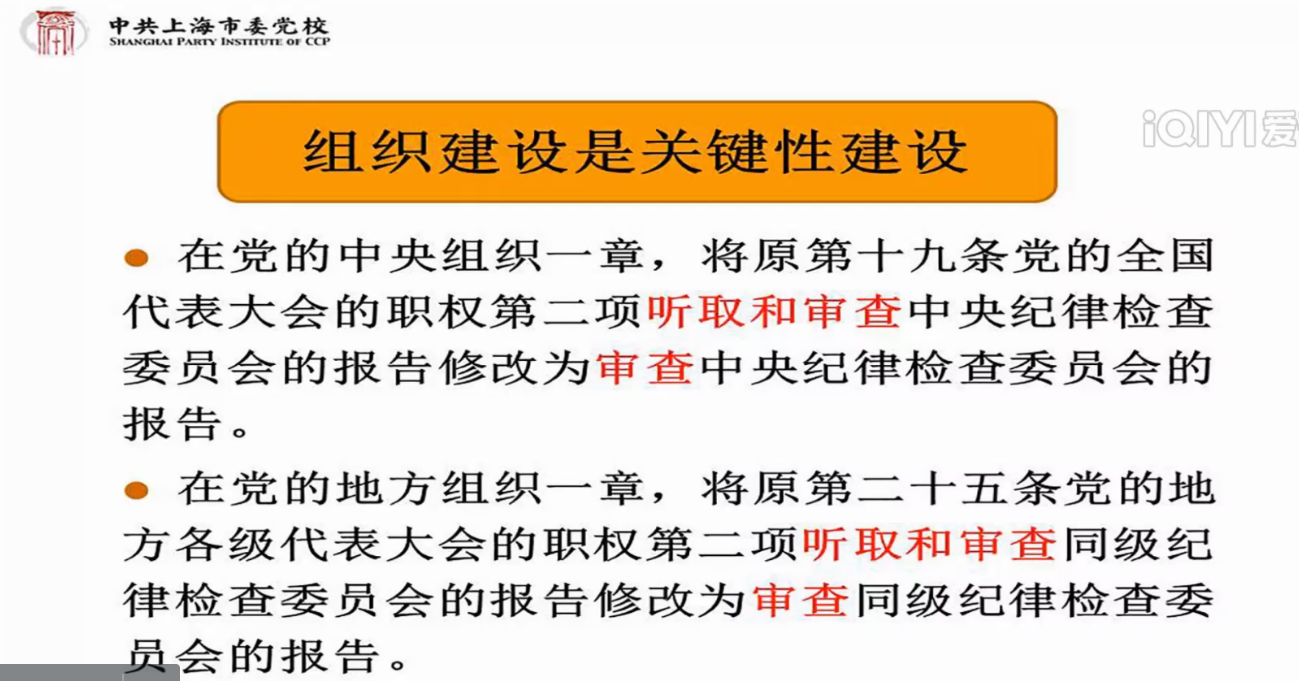 中共上海市委党校
SHANGHAI PARTY INSTITUTE OF CCP
iQIYI爱
组织建设是关键性建设
● 在党的中央组织一章，将原第十九条党的全国
代表大会的职权第二项听取和审查中央纪律检查
委员会的报告修改为审查中央纪律检查委员会的
报告。
● 在党的地方组织一章，将原第二十五条党的地
方各级代表大会的职权第二项听取和审查同级纪
律检查委员会的报告修改为审查同级纪律检查委
员会的报告。